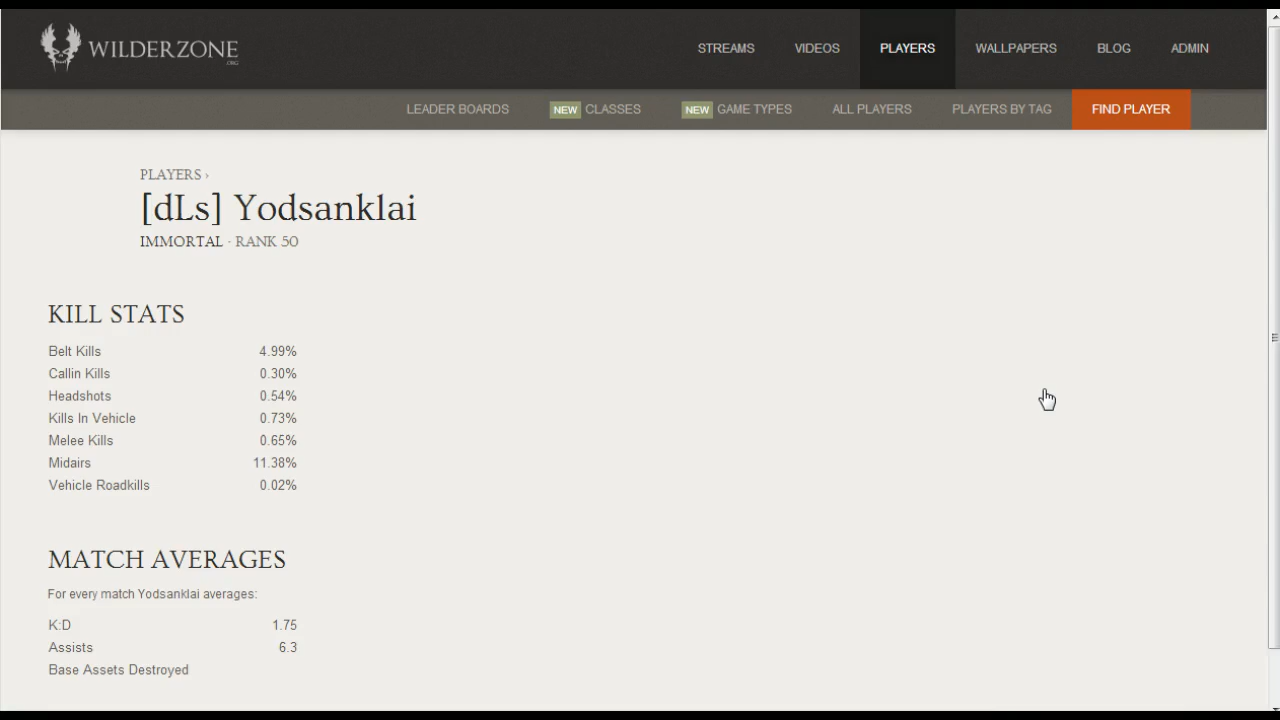 WILDERZONE
.ORG
STREAMS VIDEOS PLAYERS WALLPAPERS BLOG ADMIN
LEADER BOARDS NEW CLASSES NEW GAME TYPES ALL PLAYERS PLAYERS BY TAG FIND PLAYER
PLAYERS ›
[dLs] Yodsanklai
IMMORTAL · RANK 50
KILL STATS
Belt Kills 4.99%
Callin Kills 0.30%
Headshots 0.54%
Kills In Vehicle 0.73%
Melee Kills 0.65%
Midairs 11.38%
Vehicle Roadkills 0.02%
MATCH AVERAGES
For every match Yodsanklai averages:
K:D 1.75
Assists 6.3
Base Assets Destroyed